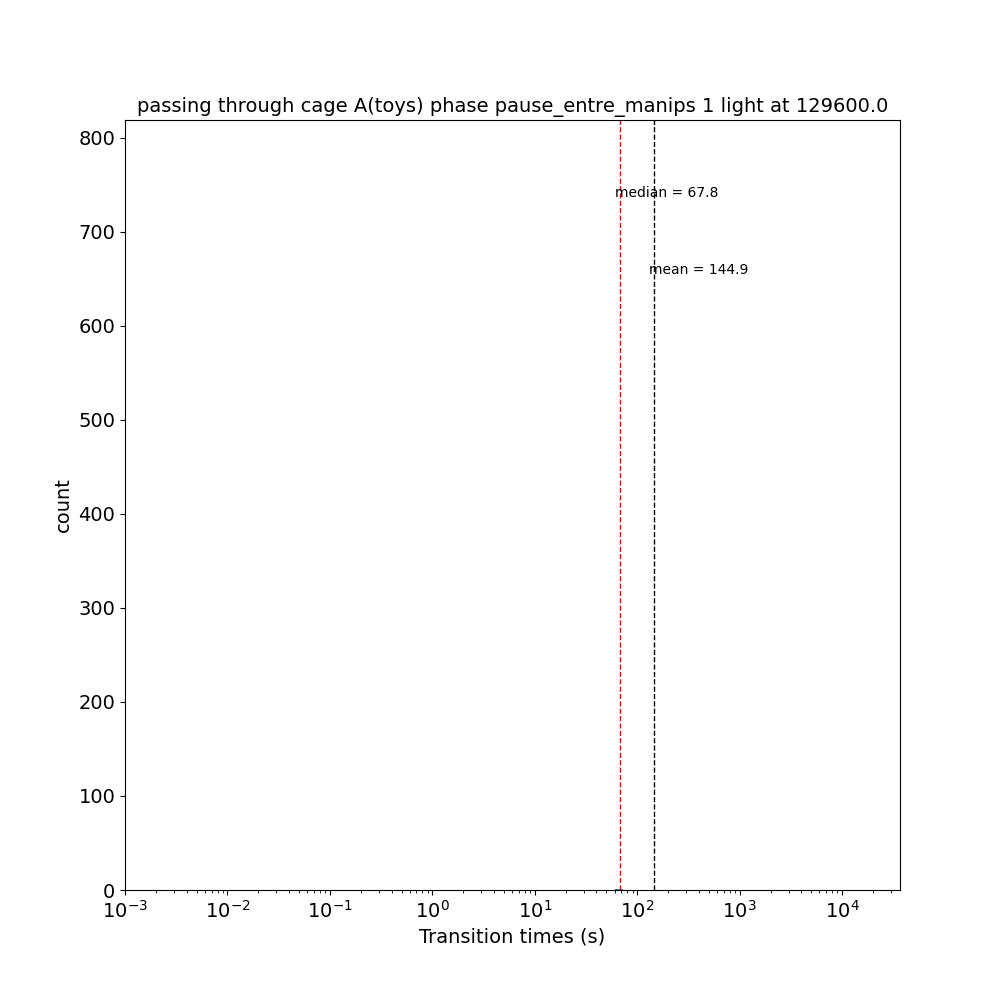 passing through cage A(toys) phase pause_entre_manips 1 light at 129600.0
800
median = 67.8
700
mean = 144.9
600
500
count
400
300
200
100
0
10⁻³ 10⁻² 10⁻¹ 10⁰ 10¹ 10² 10³ 10⁴
Transition times (s)